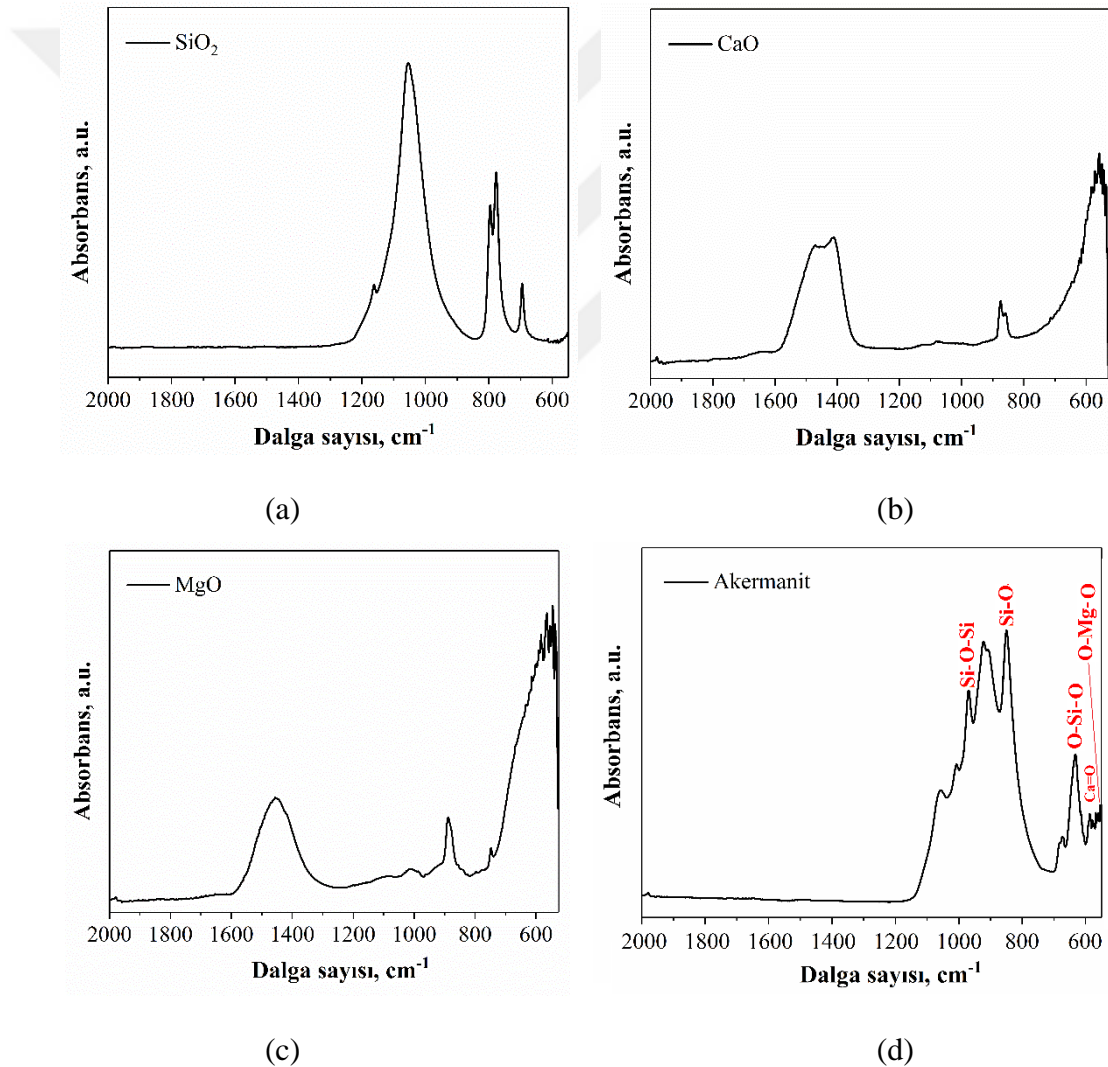 SiO₂
Absorbans, a.u.
2000 1800 1600 1400 1200 1000 800 600
Dalga sayısı, cm⁻¹
(a)
CaO
Absorbans, a.u.
2000 1800 1600 1400 1200 1000 800 600
Dalga sayısı, cm⁻¹
(b)
MgO
Absorbans, a.u.
2000 1800 1600 1400 1200 1000 800 600
Dalga sayısı, cm⁻¹
(c)
Akermanit
Si-O-Si
Si-O
O-Si-O
Ca=O
O-Mg-O
Absorbans, a.u.
2000 1800 1600 1400 1200 1000 800 600
Dalga sayısı, cm⁻¹
(d)